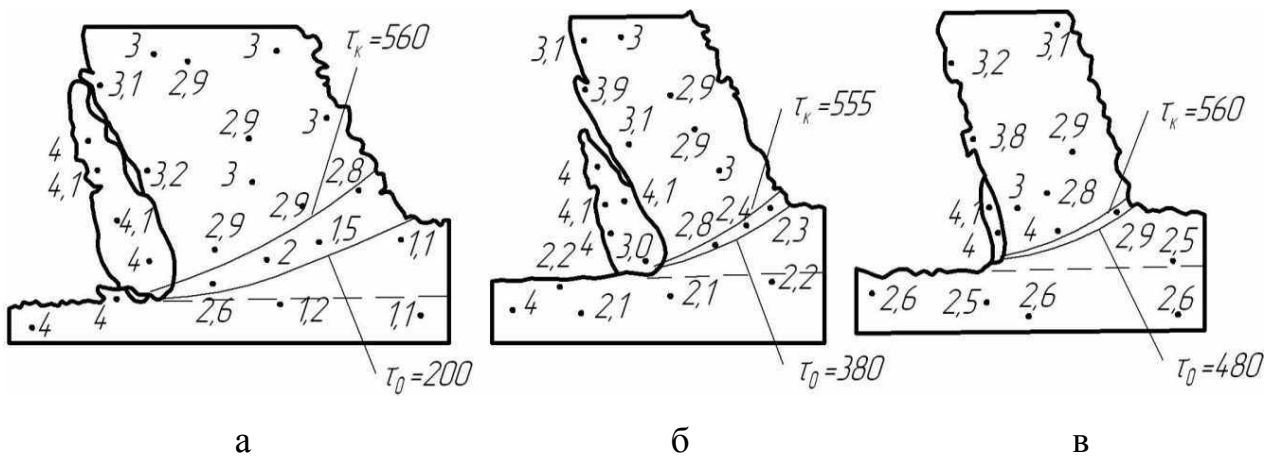 3 3 τк=560
3,1 2,9
2,9 3
4
4,1 3,2 3 2,8
2,9
4,1 2,9 1,5
4 2 1,1
4 4 2,6 1,2 1,1
τ0=200
а
3,1 3
3,9 2,9 τк=555
3,1
2,9
4 3
4,1 4,1 2,4
4 2,8 2,3
2,2 3,0
4 2,1 2,1 2,2
τ0=380
б
3,1
3,2
τк=560
3,8 2,9
4,1 3 2,8
4 4 2,9 2,5
2,6 2,5 2,6 2,6
τ0=480
в